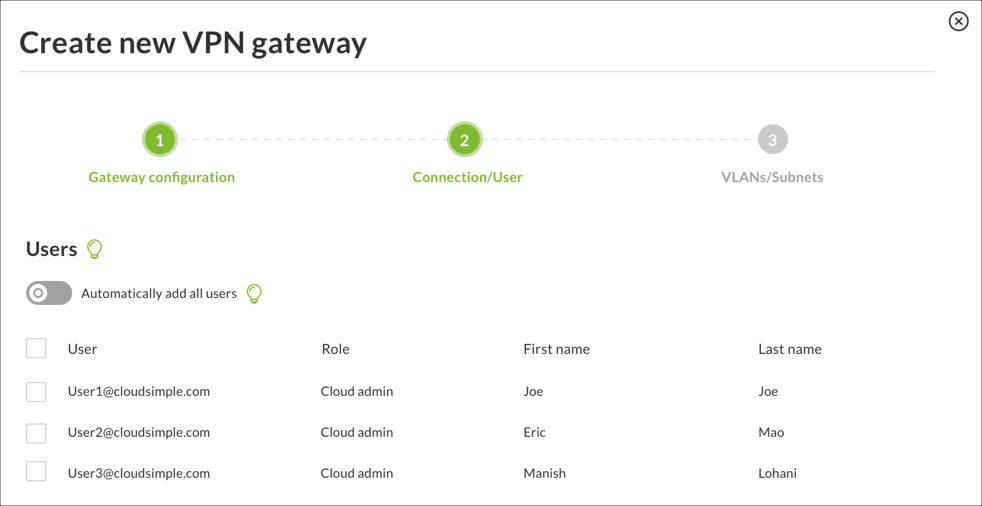 Create new VPN gateway
1 2 3
Gateway configuration Connection/User VLANs/Subnets
Users
Automatically add all users
User Role First name Last name
User1@cloudsimple.com Cloud admin Joe Joe
User2@cloudsimple.com Cloud admin Eric Mao
User3@cloudsimple.com Cloud admin Manish Lohani